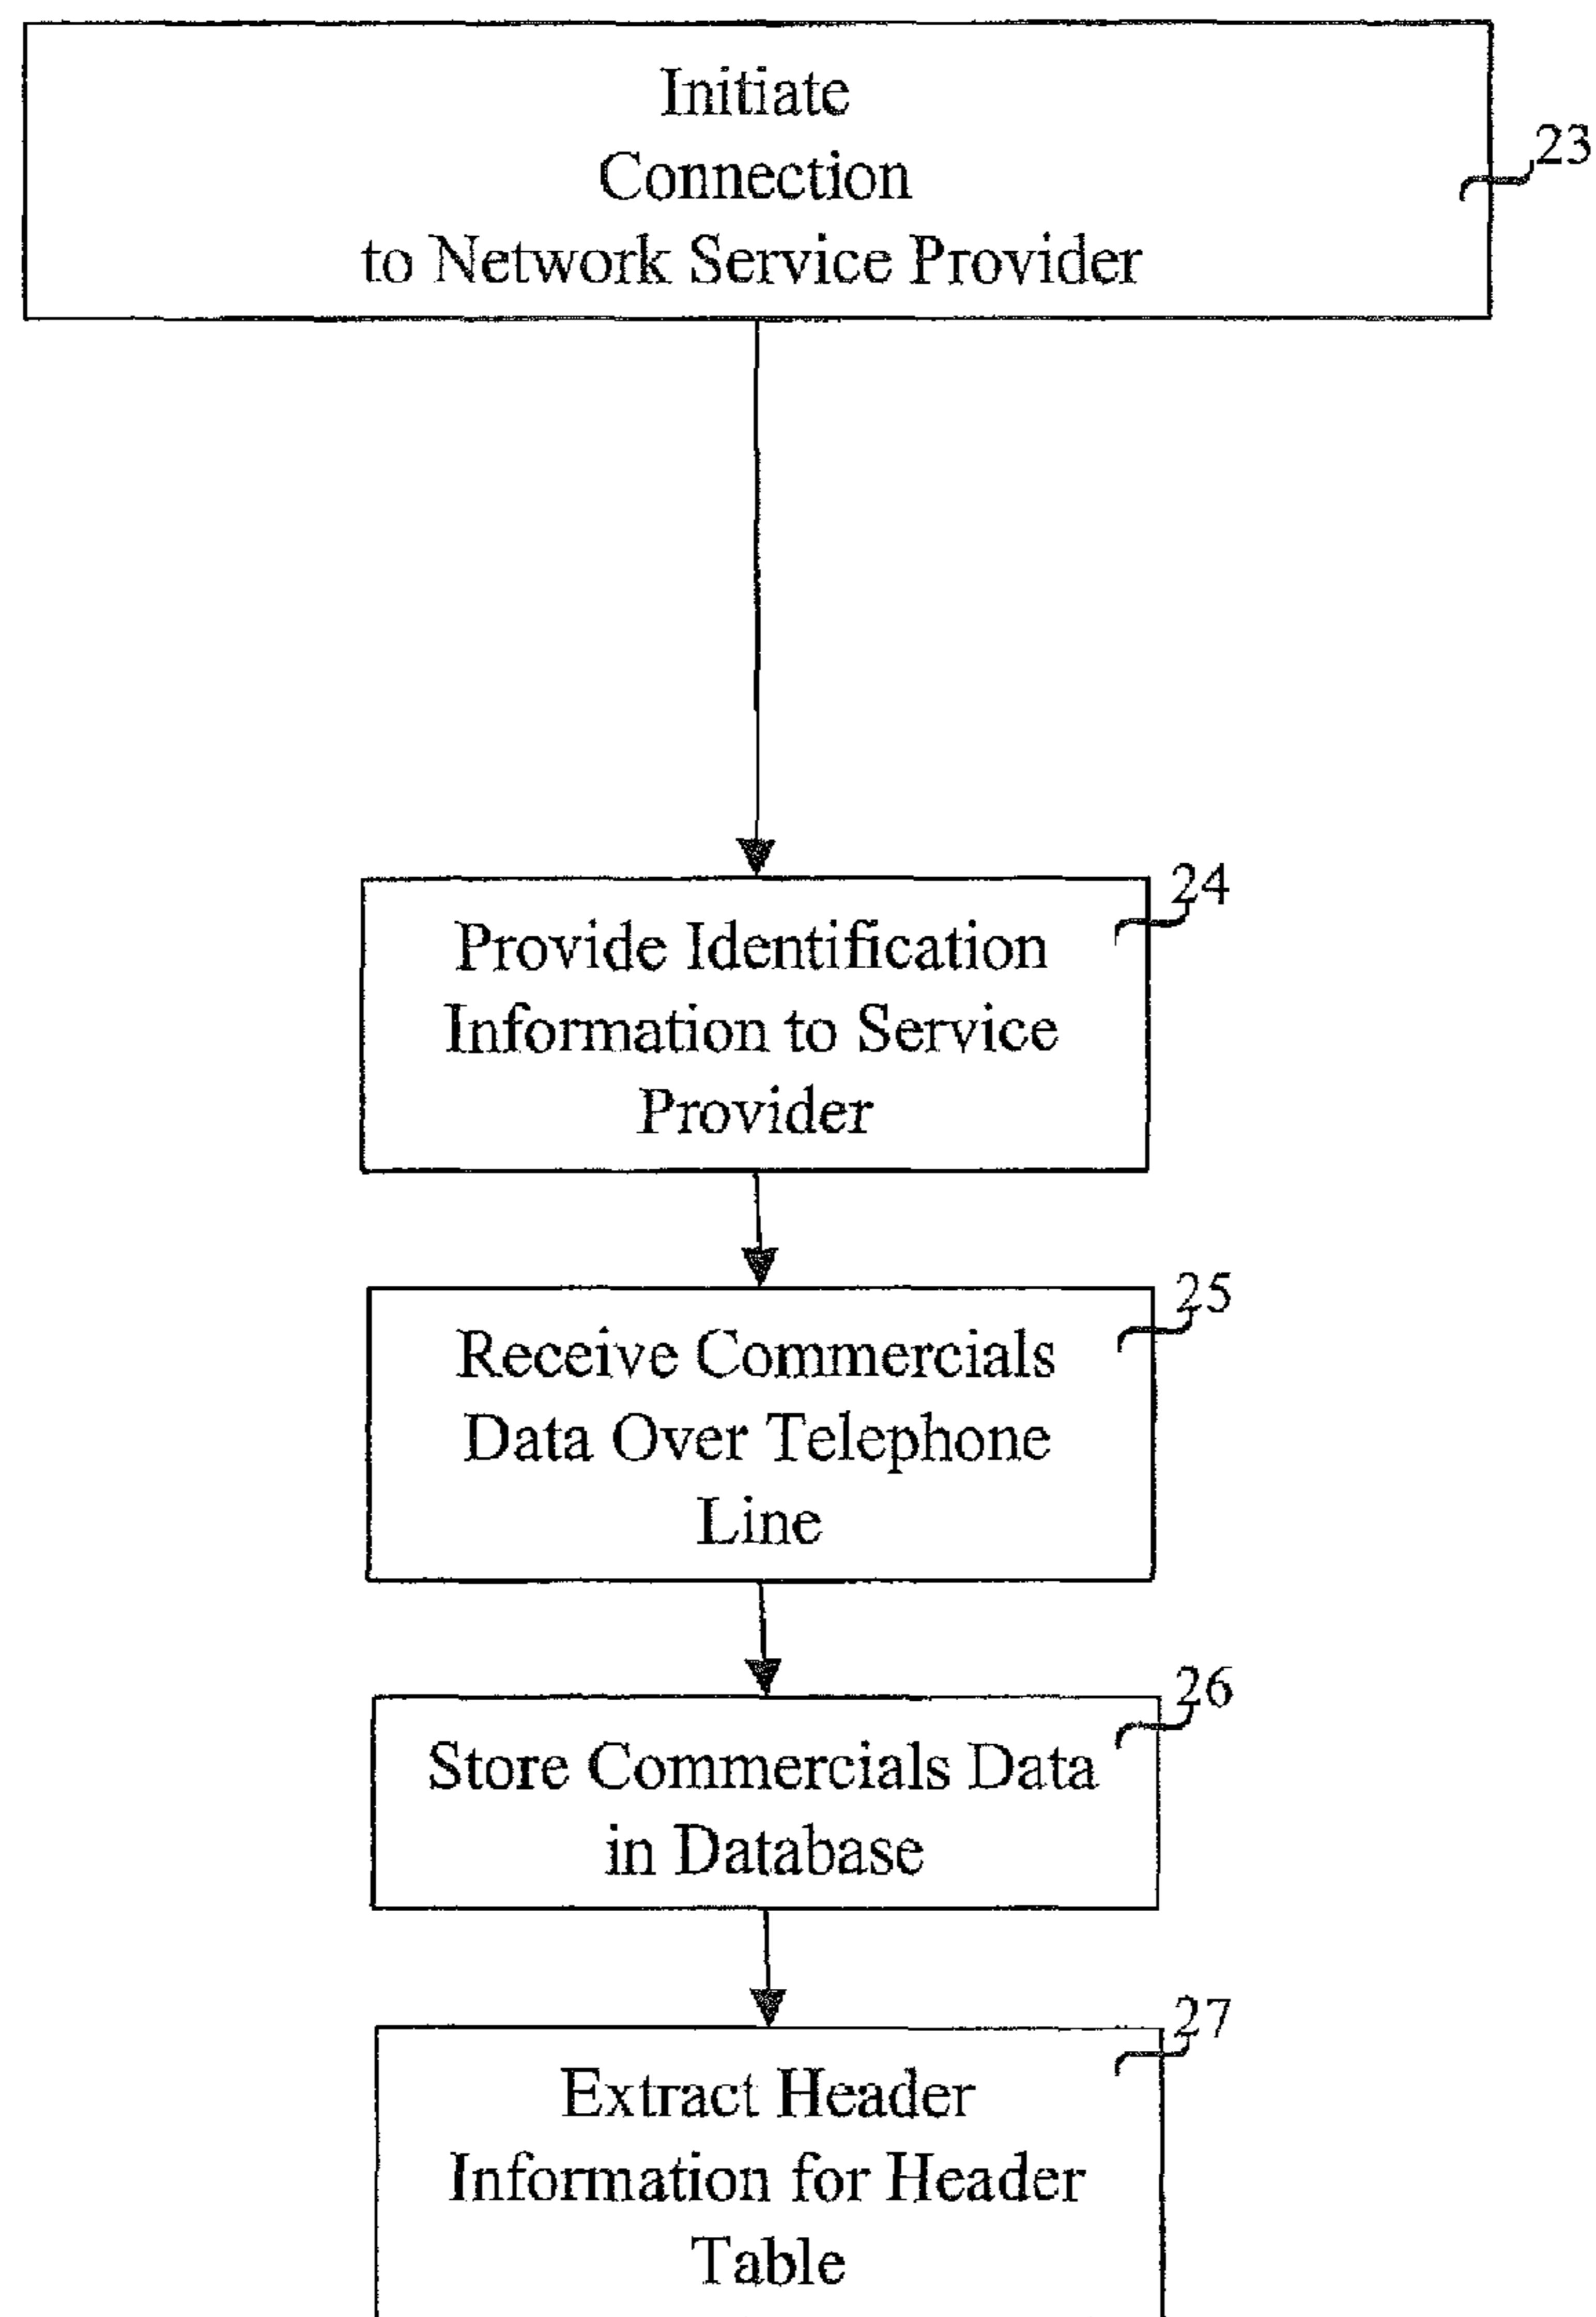 Initiate
Connection
to Network Service Provider
23
24
Provide Identification
Information to Service
Provider
25
Receive Commercials
Data Over Telephone
Line
26
Store Commercials Data
in Database
27
Extract Header
Information for Header
Table